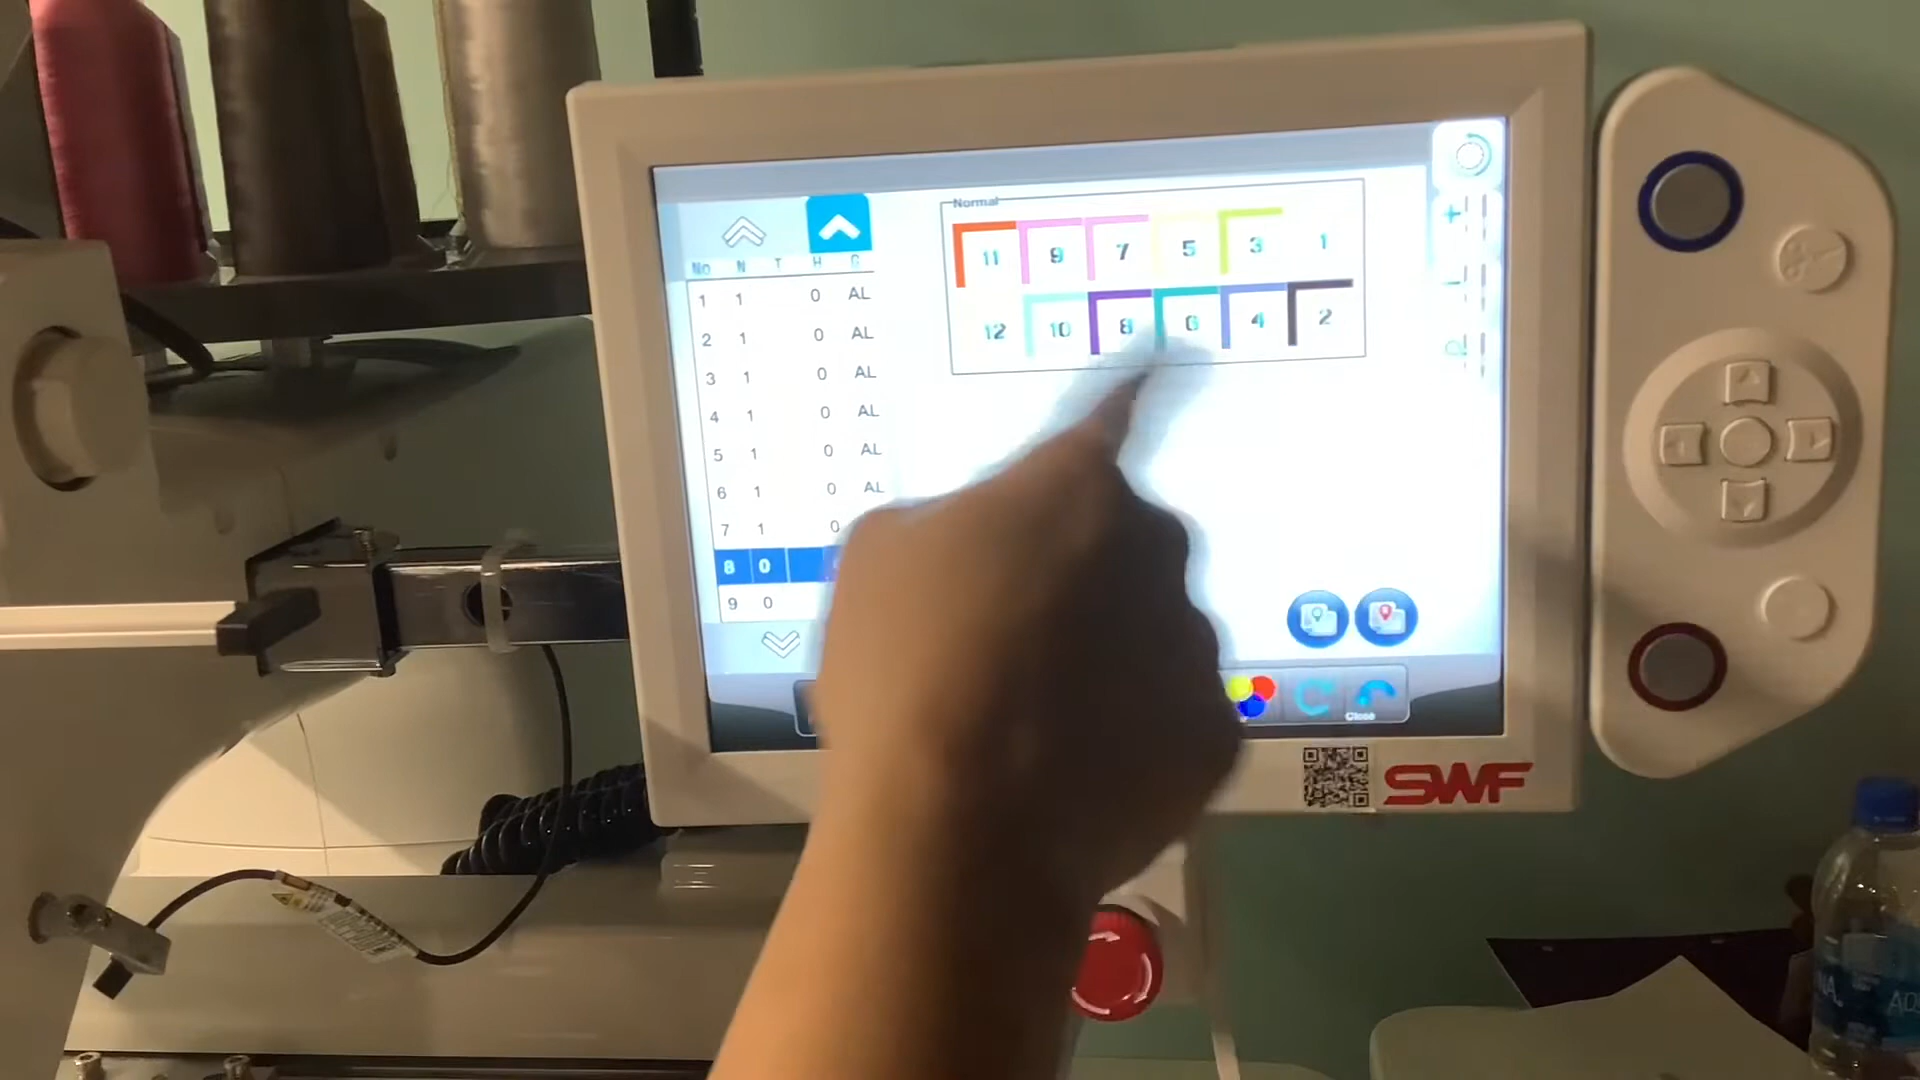 Normal
11 9 7 5 3 1
12 10 8 6 4 2
No N T H G
1 1 0 AL
2 1 0 AL
3 1 0 AL
4 1 0 AL
5 1 0 AL
6 1 0 AL
7 1 0
8 0
9 0
Close
SWF